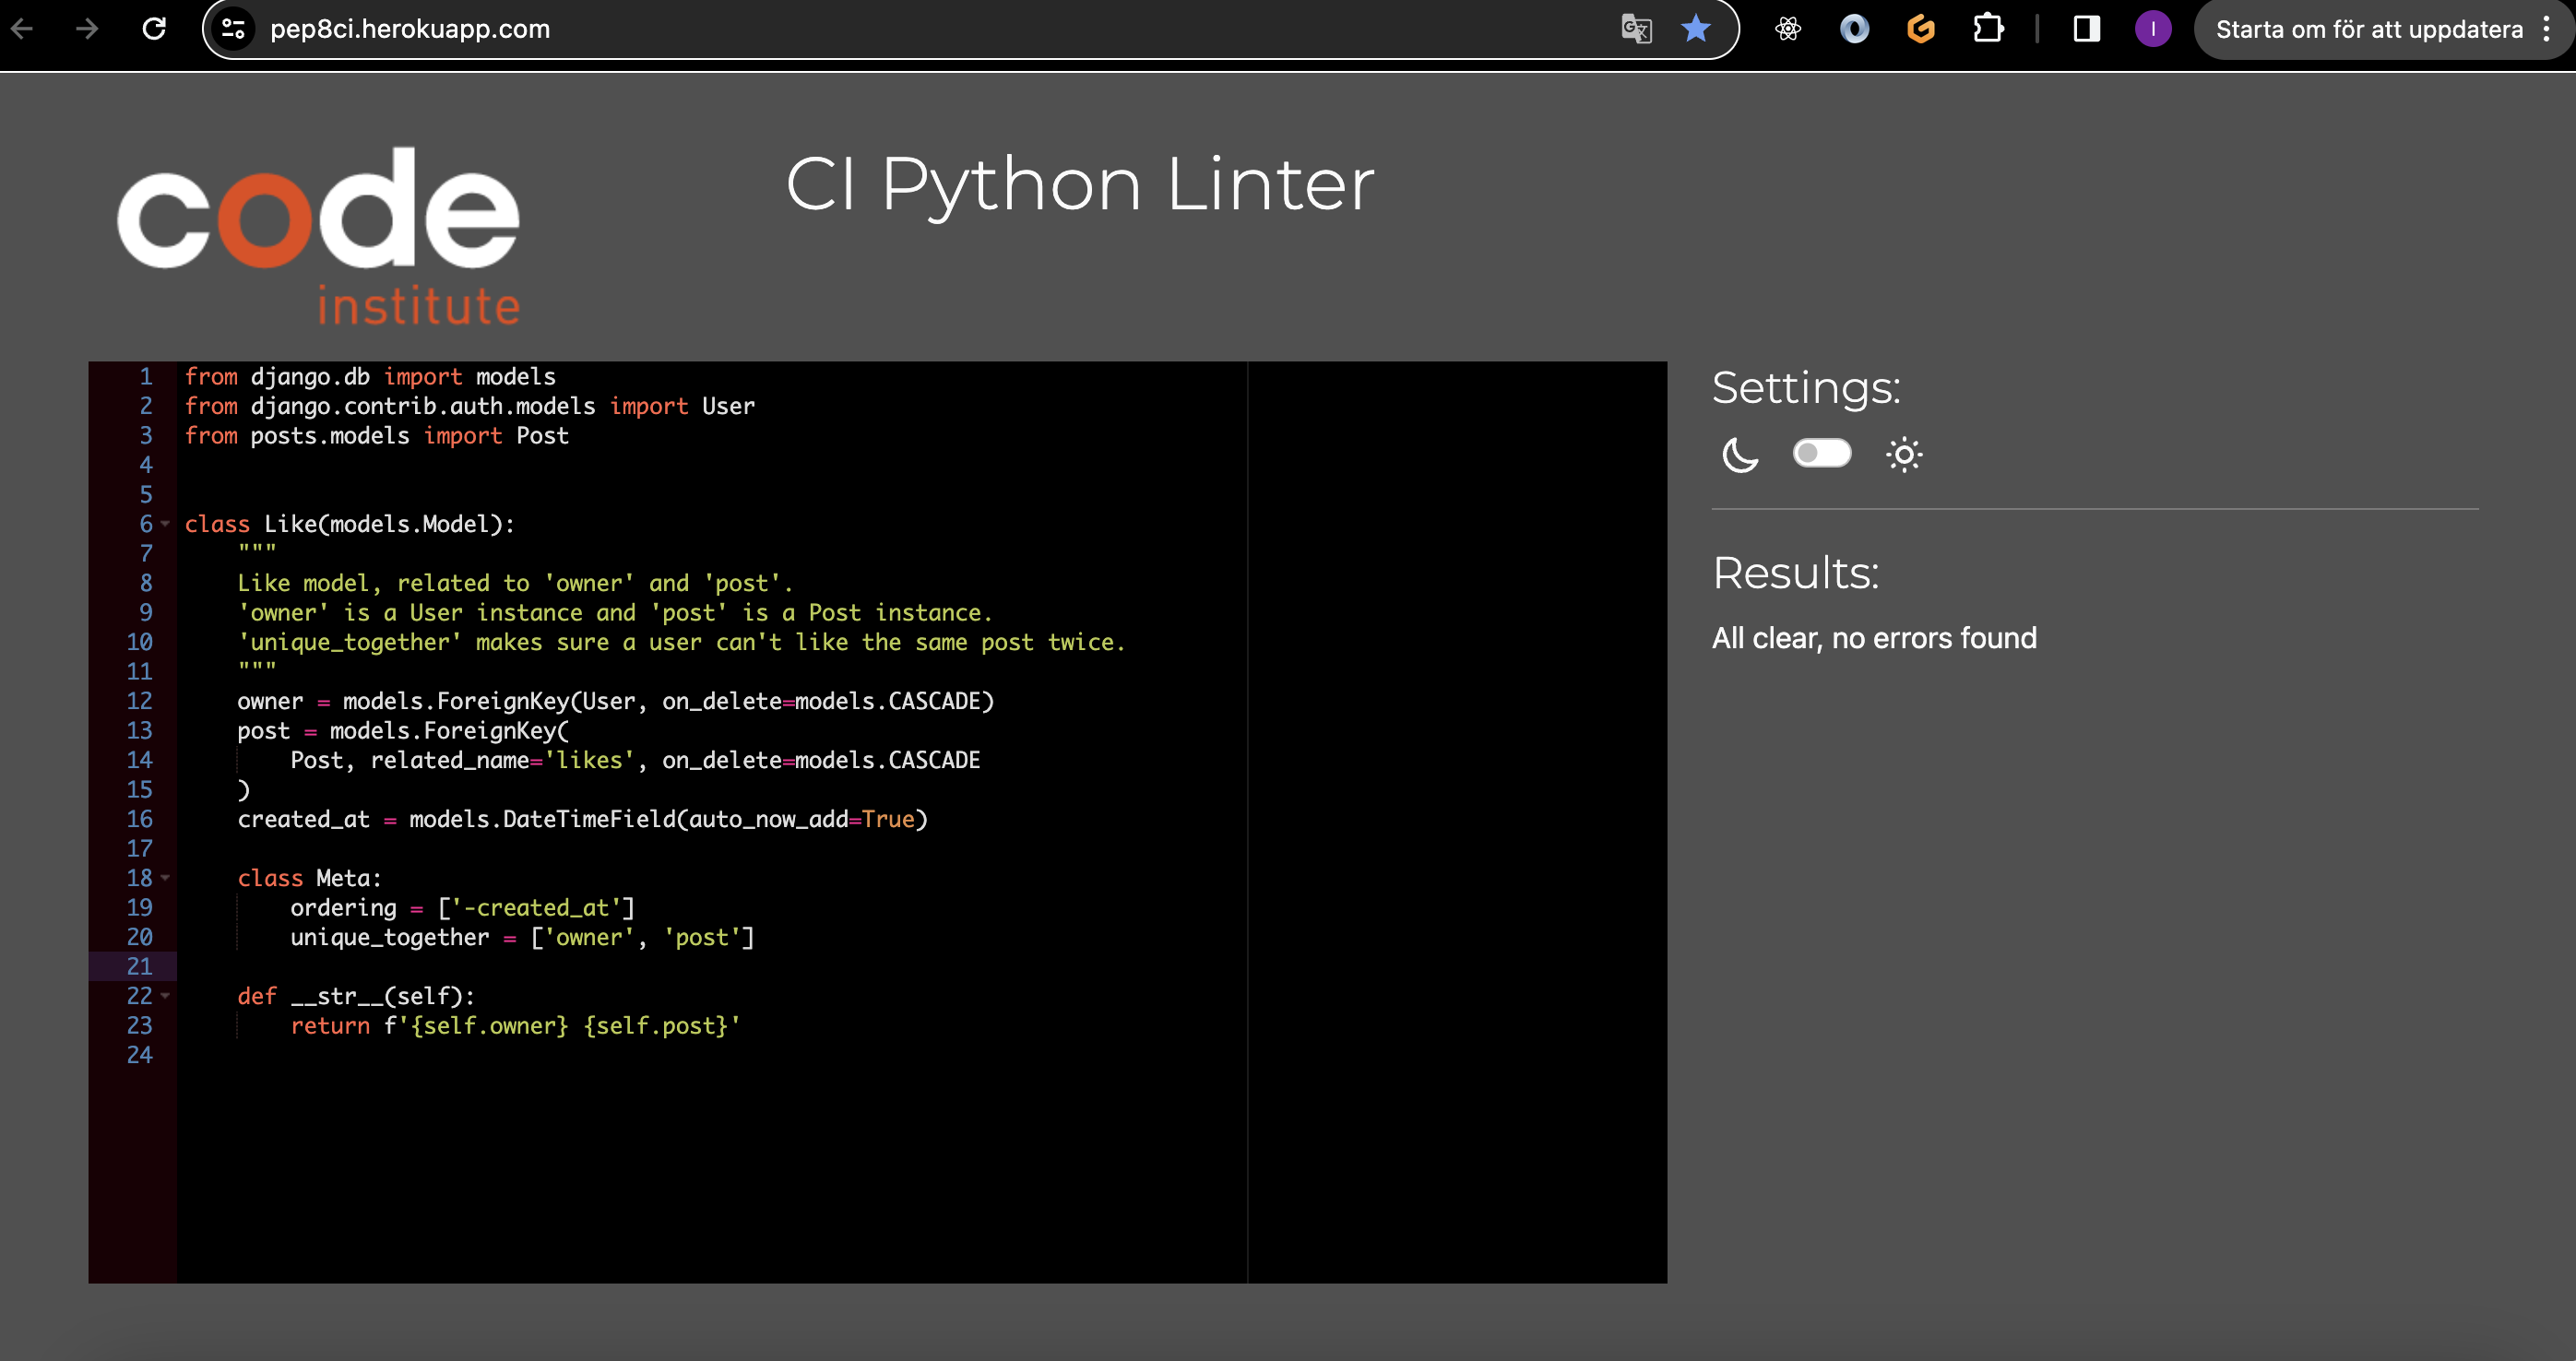 pep8ci.herokuapp.com
Starta om för att uppdatera
I
code
institute
CI Python Linter
1 from django.db import models
2 from django.contrib.auth.models import User
3 from posts.models import Post
4
5
6 class Like(models.Model):
7     """
8     Like model, related to 'owner' and 'post'.
9     'owner' is a User instance and 'post' is a Post instance.
10     'unique_together' makes sure a user can't like the same post twice.
11     """
12     owner = models.ForeignKey(User, on_delete=models.CASCADE)
13     post = models.ForeignKey(
14         Post, related_name='likes', on_delete=models.CASCADE
15     )
16     created_at = models.DateTimeField(auto_now_add=True)
17
18     class Meta:
19         ordering = ['-created_at']
20         unique_together = ['owner', 'post']
21
22     def __str__(self):
23         return f'{self.owner} {self.post}'
24
Settings:
Results:
All clear, no errors found